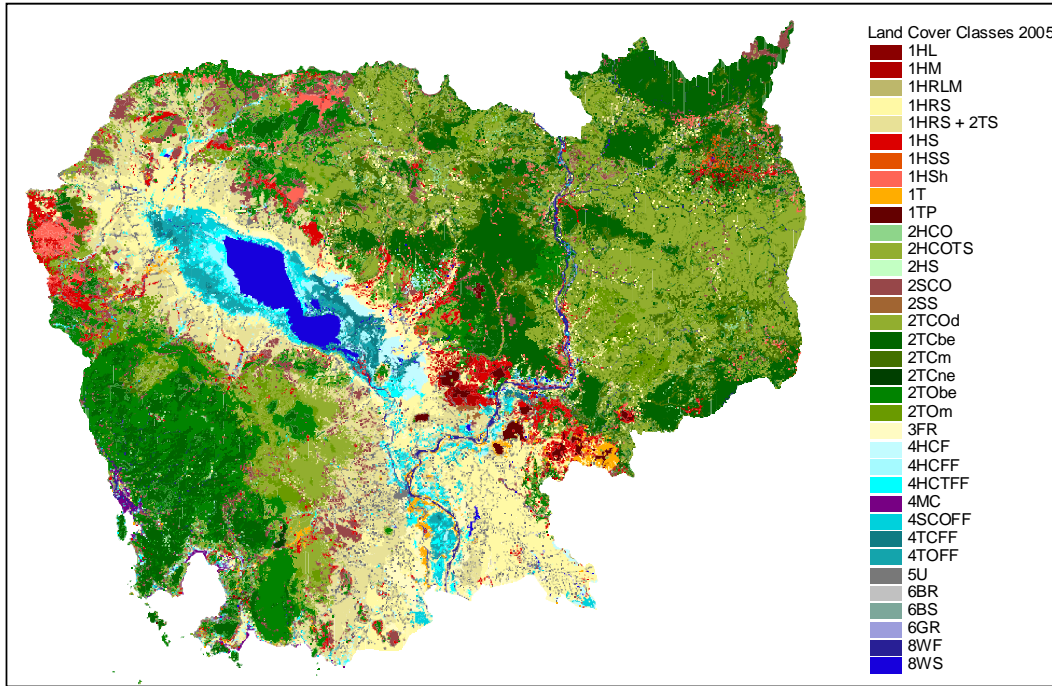 Land Cover Classes 2005
1HL
1HM
1HRLM
1HRS
1HRS + 2TS
1HS
1HSS
1HSh
1T
1TP
2HCO
2HCOTS
2HS
2SCO
2SS
2TCOd
2TCbe
2TCm
2TCne
2TObe
2TOm
3FR
4HCF
4HCFF
4HCTFF
4MC
4SCOFF
4TCFF
4TOFF
5U
6BR
6BS
6GR
8WF
8WS